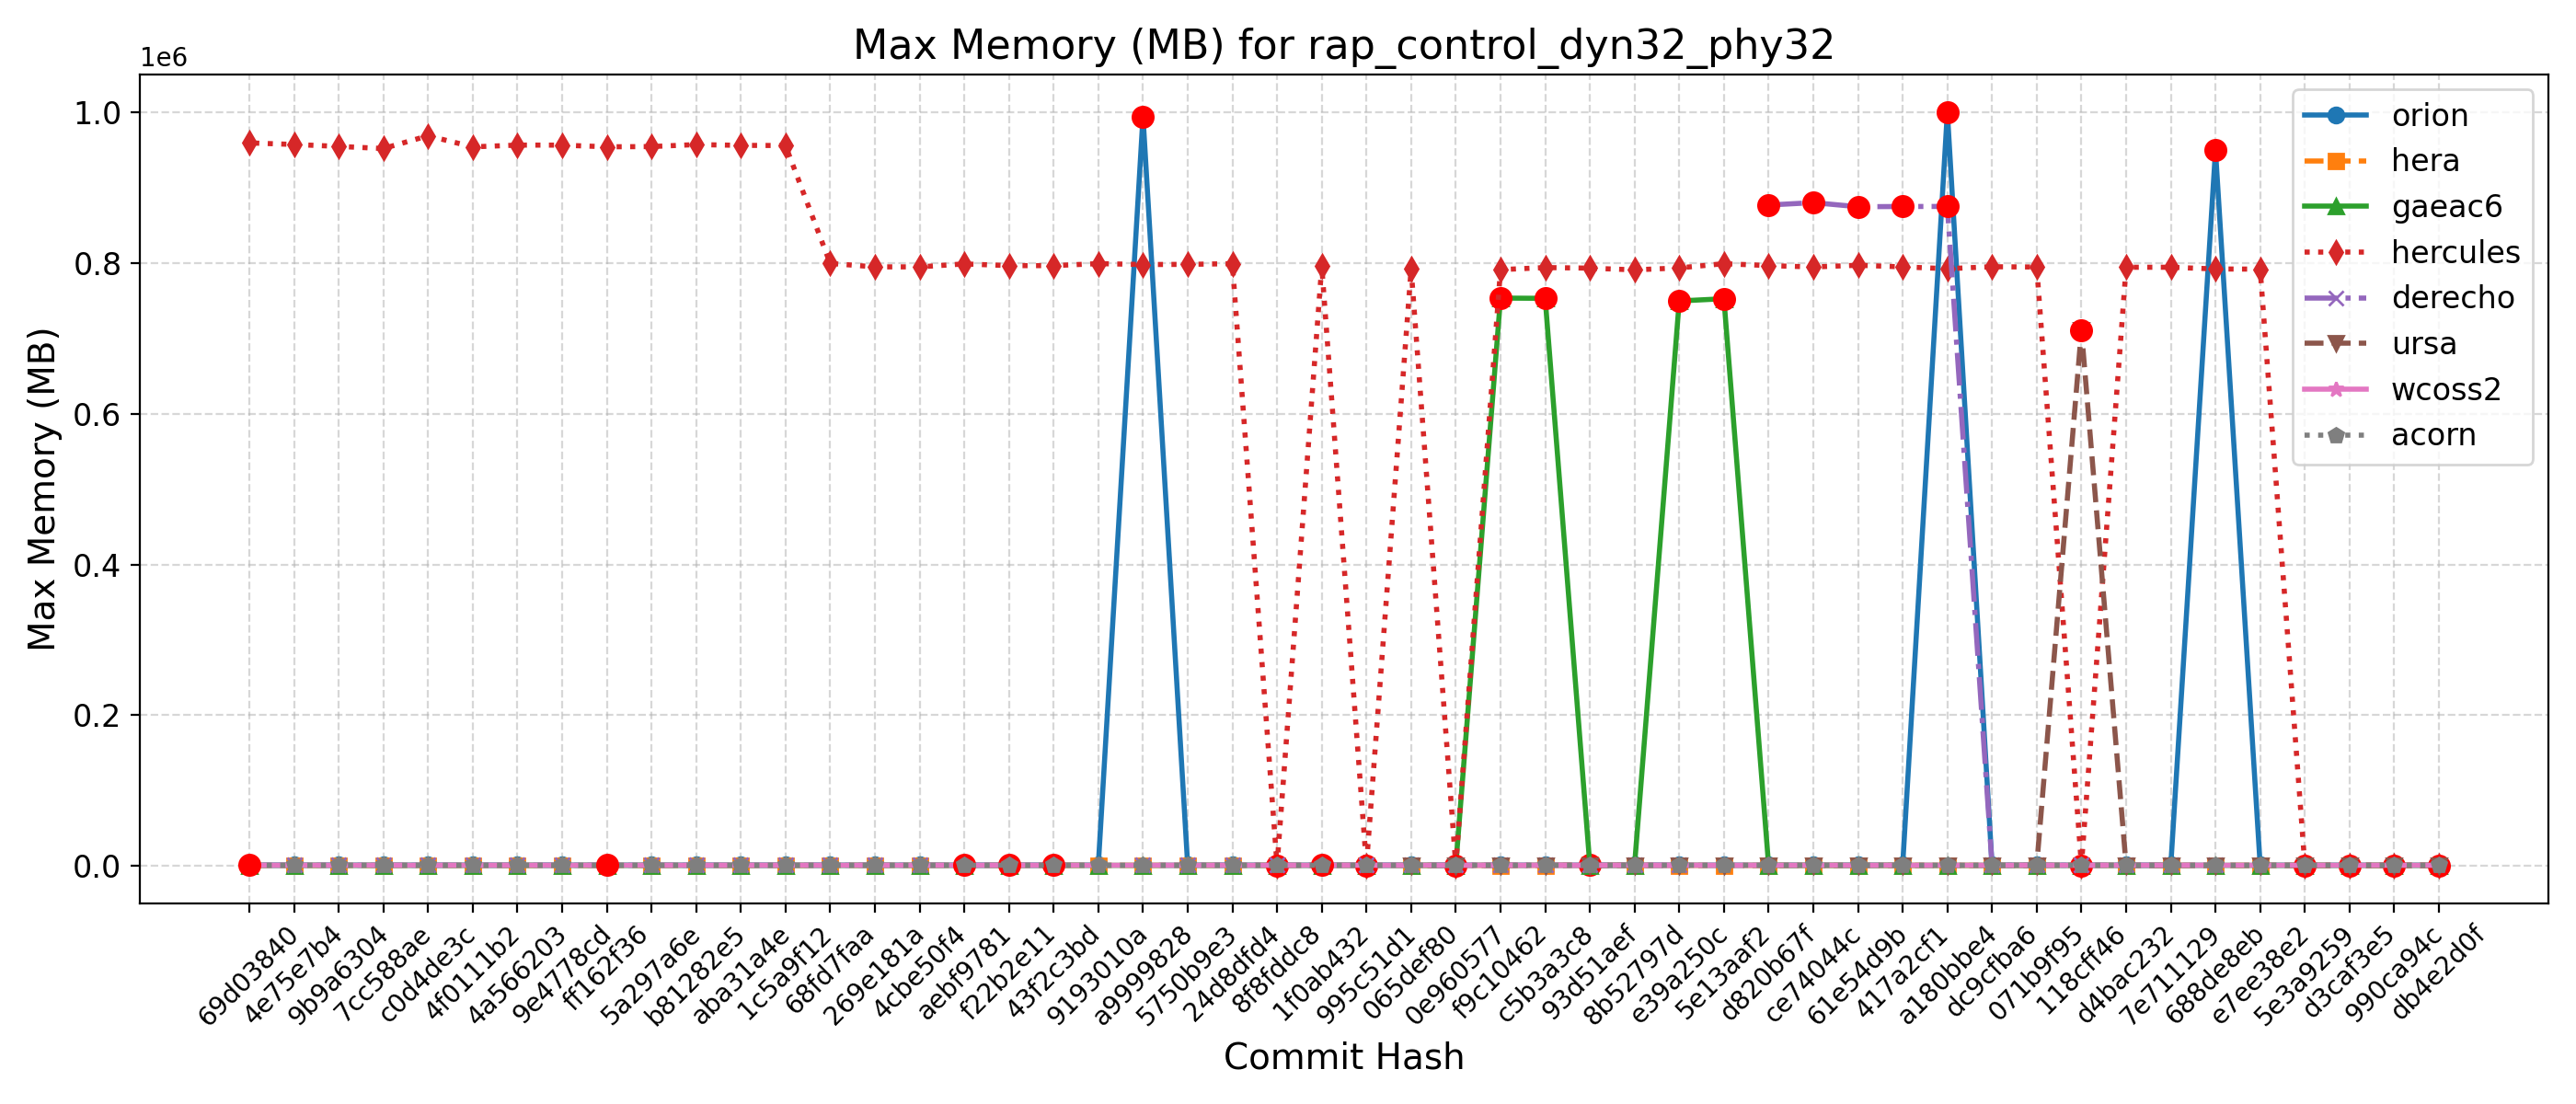 Max Memory (MB) for rap_control_dyn32_phy32
1e6
1.0
0.8
0.6
0.4
0.2
0.0
Max Memory (MB)
orion
hera
gaeac6
hercules
derecho
ursa
wcoss2
acorn
69d03840
4e75e7b4
9b9a6304
7cc588ae
c0d4de3c
4f0111b2
4a566203
9e4778cd
ff162f36
5a297a6e
b81282e5
aba31a4e
1c5a9f12
68fd7faa
269e181a
4cbe50f4
aebf9781
f22b2e11
43f2c3bd
9193010a
a9999828
5750b9e3
24d8dfd4
8f8fddc8
1f0ab432
995c51d1
065def80
0e960577
f9c10462
c5b3a3c8
93d51aef
8b52797d
e39a250c
5e13aaf2
d820b67f
ce74044c
61e54d9b
417a2cf1
a180bbe4
dc9cfba6
071b9f95
118cff46
d4bac232
7e711129
688de8eb
e7ee38e2
5e3a9259
d3caf3e5
990ca94c
db4e2d0f
Commit Hash